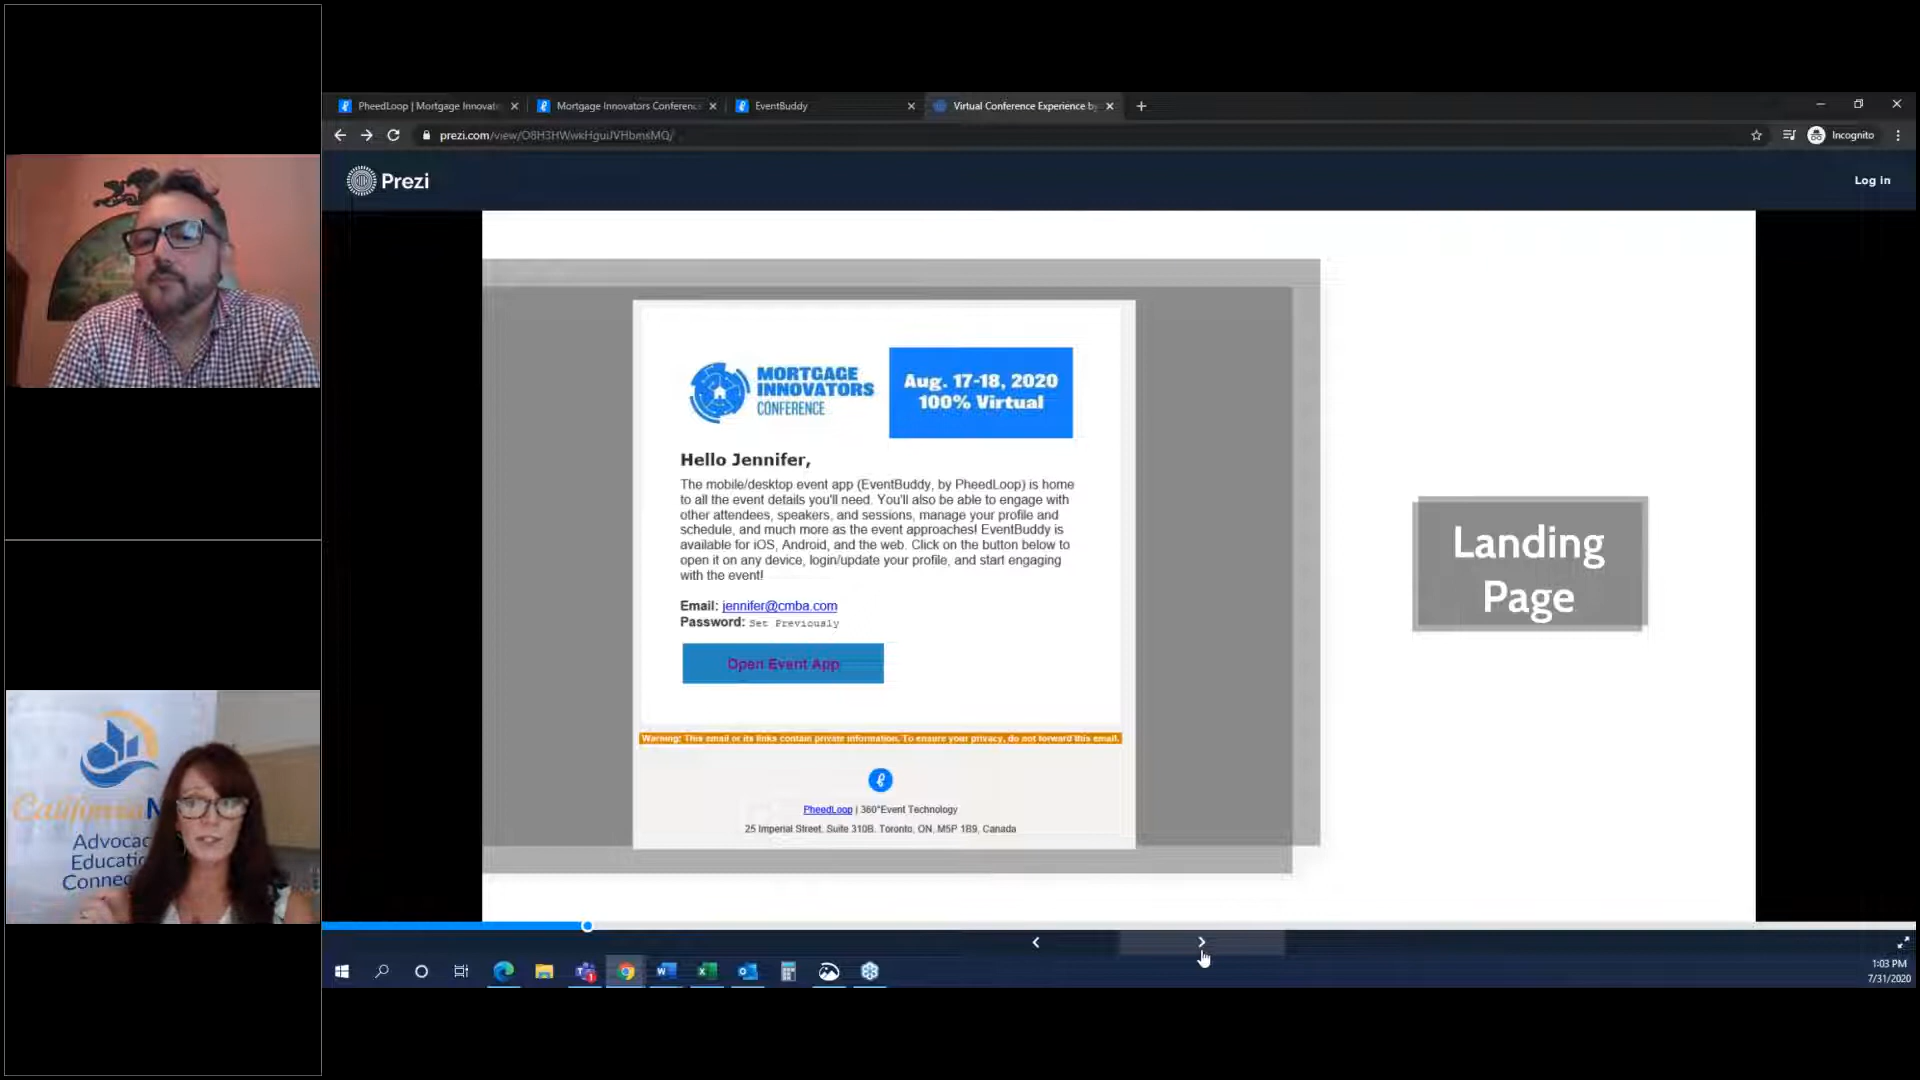 PheedLoop | Mortgage Innovat
Mortgage Innovators Conferenc
EventBuddy
Virtual Conference Experience by
prezi.com/view/O8H3HWwkHguiJVHbmsMQ/
Incognito
Prezi
Log in
MORTGAGE
INNOVATORS
CONFERENCE
Aug. 17-18, 2020
100% Virtual
Hello Jennifer,
The mobile/desktop event app (EventBuddy, by PheedLoop) is home
to all the event details you'll need. You'll also be able to engage with
other attendees, speakers, and sessions, manage your profile and
schedule, and much more as the event approaches! EventBuddy is
available for iOS, Android, and the web. Click on the button below to
open it on any device, login/update your profile, and start engaging
with the event!
Email: jennifer@cmba.com
Password: Set Previously
Open Event App
Warning: This email or its links contain private information. To ensure your privacy, do not forward this email.
PheedLoop | 360°Event Technology
25 Imperial Street, Suite 310B, Toronto, ON, M5P 1B9, Canada
Landing
Page
California M
Advocac
Educatio
Connec
1:03 PM
7/31/2020